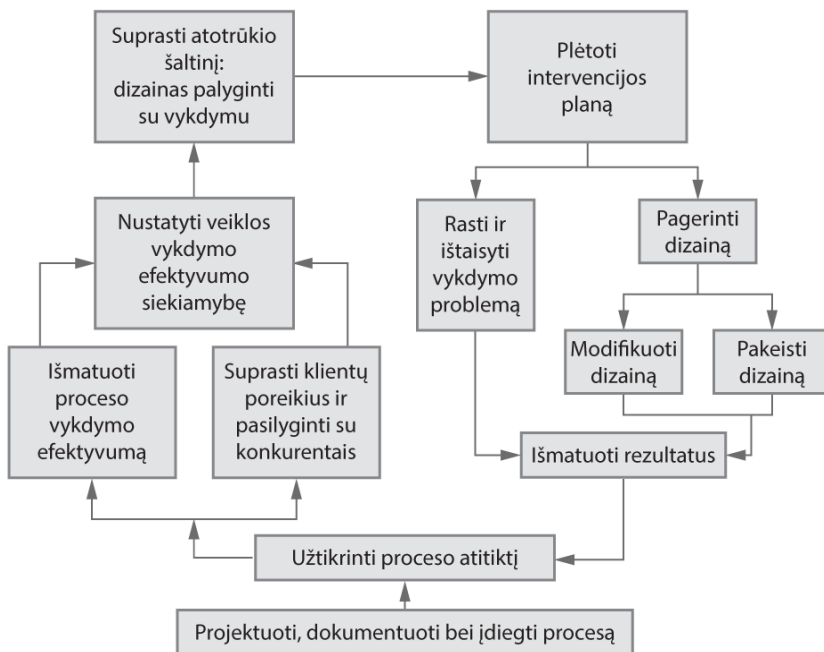 Suprasti atotrūkio
šaltinį:
dizainas palyginti
su vykdymu
Plėtoti
intervencijos
planą
Nustatyti veiklos
vykdymo
efektyvumo
siekiamybę
Rasti ir
ištaisyti
vykdymo
problemą
Pagerinti
dizainą
Išmatuoti
proceso
vykdymo
efektyvumą
Suprasti klientų
poreikius ir
pasilyginti su
konkurentais
Modifikuoti
dizainą
Pakeisti
dizainą
Išmatuoti rezultatus
Užtikrinti proceso atitiktį
Projektuoti, dokumentuoti bei įdiegti procesą